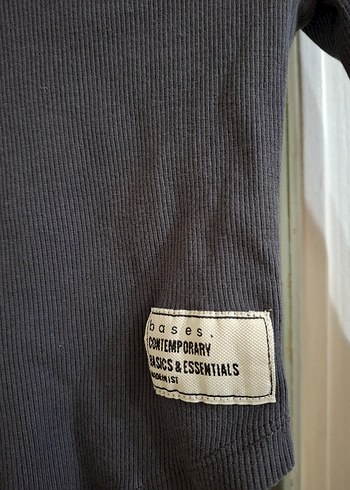 bases.
CONTEMPORARY
BASICS & ESSENTIALS